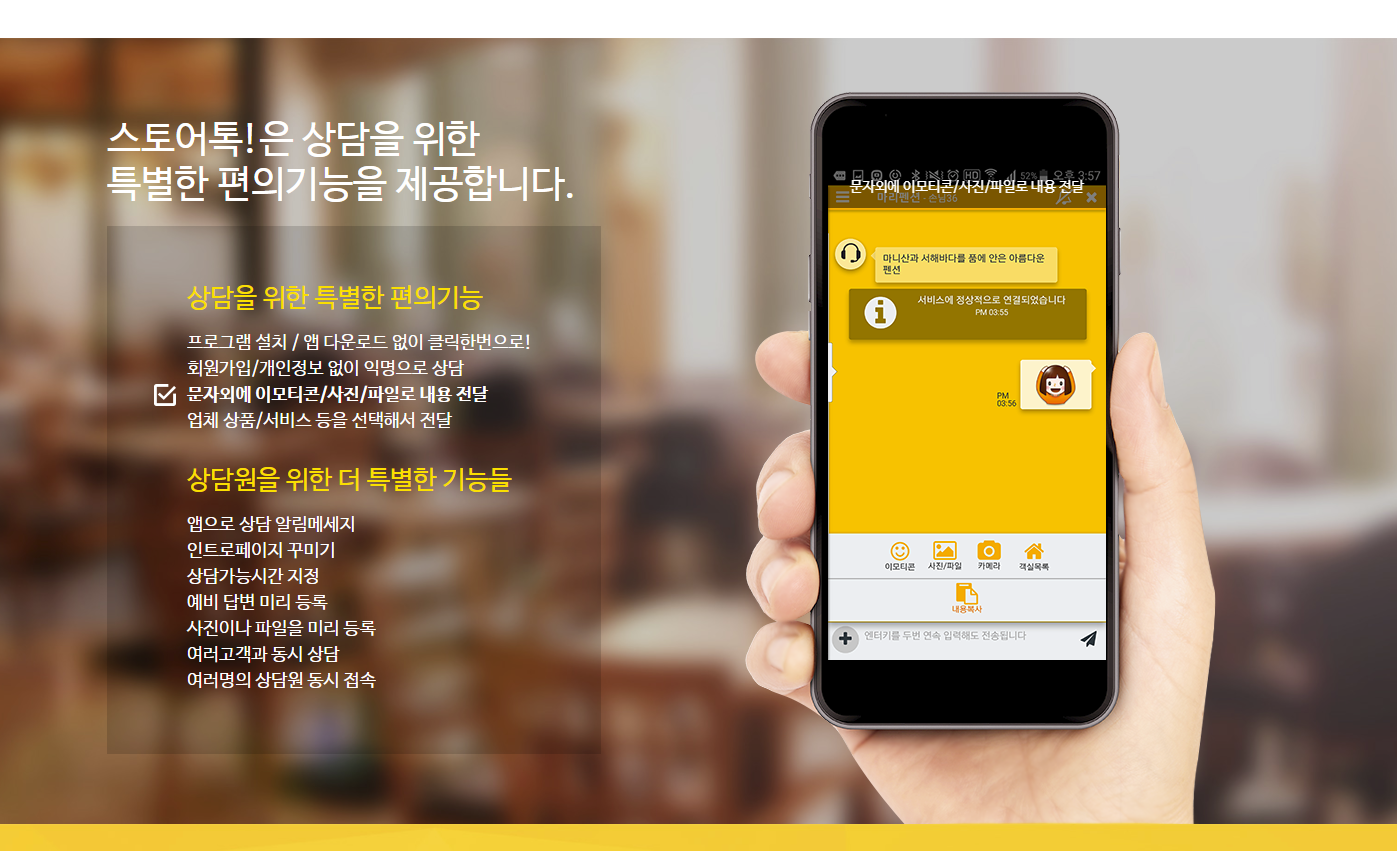 스토어톡!은 상담을 위한
특별한 편의기능을 제공합니다.
상담을 위한 특별한 편의기능
프로그램 설치 / 앱 다운로드 없이 클릭한번으로!
회원가입/개인정보 없이 익명으로 상담
문자외에 이모티콘/사진/파일로 내용 전달
업체 상품/서비스 등을 선택해서 전달
상담원을 위한 더 특별한 기능들
앱으로 상담 알림메세지
인트로페이지 꾸미기
상담가능시간 지정
예비 답변 미리 등록
사진이나 파일을 미리 등록
여러고객과 동시 상담
여러명의 상담원 동시 접속
HD 52% 오후 3:57
문자외에 이모티콘/사진/파일로 내용 전달
마리펜션 - 손님36
마니산과 서해바다를 품에 안은 아름다운
펜션
서비스에 정상적으로 연결되었습니다
PM 03:55
PM
03:56
이모티콘 사진/파일 카메라 객실목록
내용복사
엔터키를 두번 연속 입력해도 전송됩니다